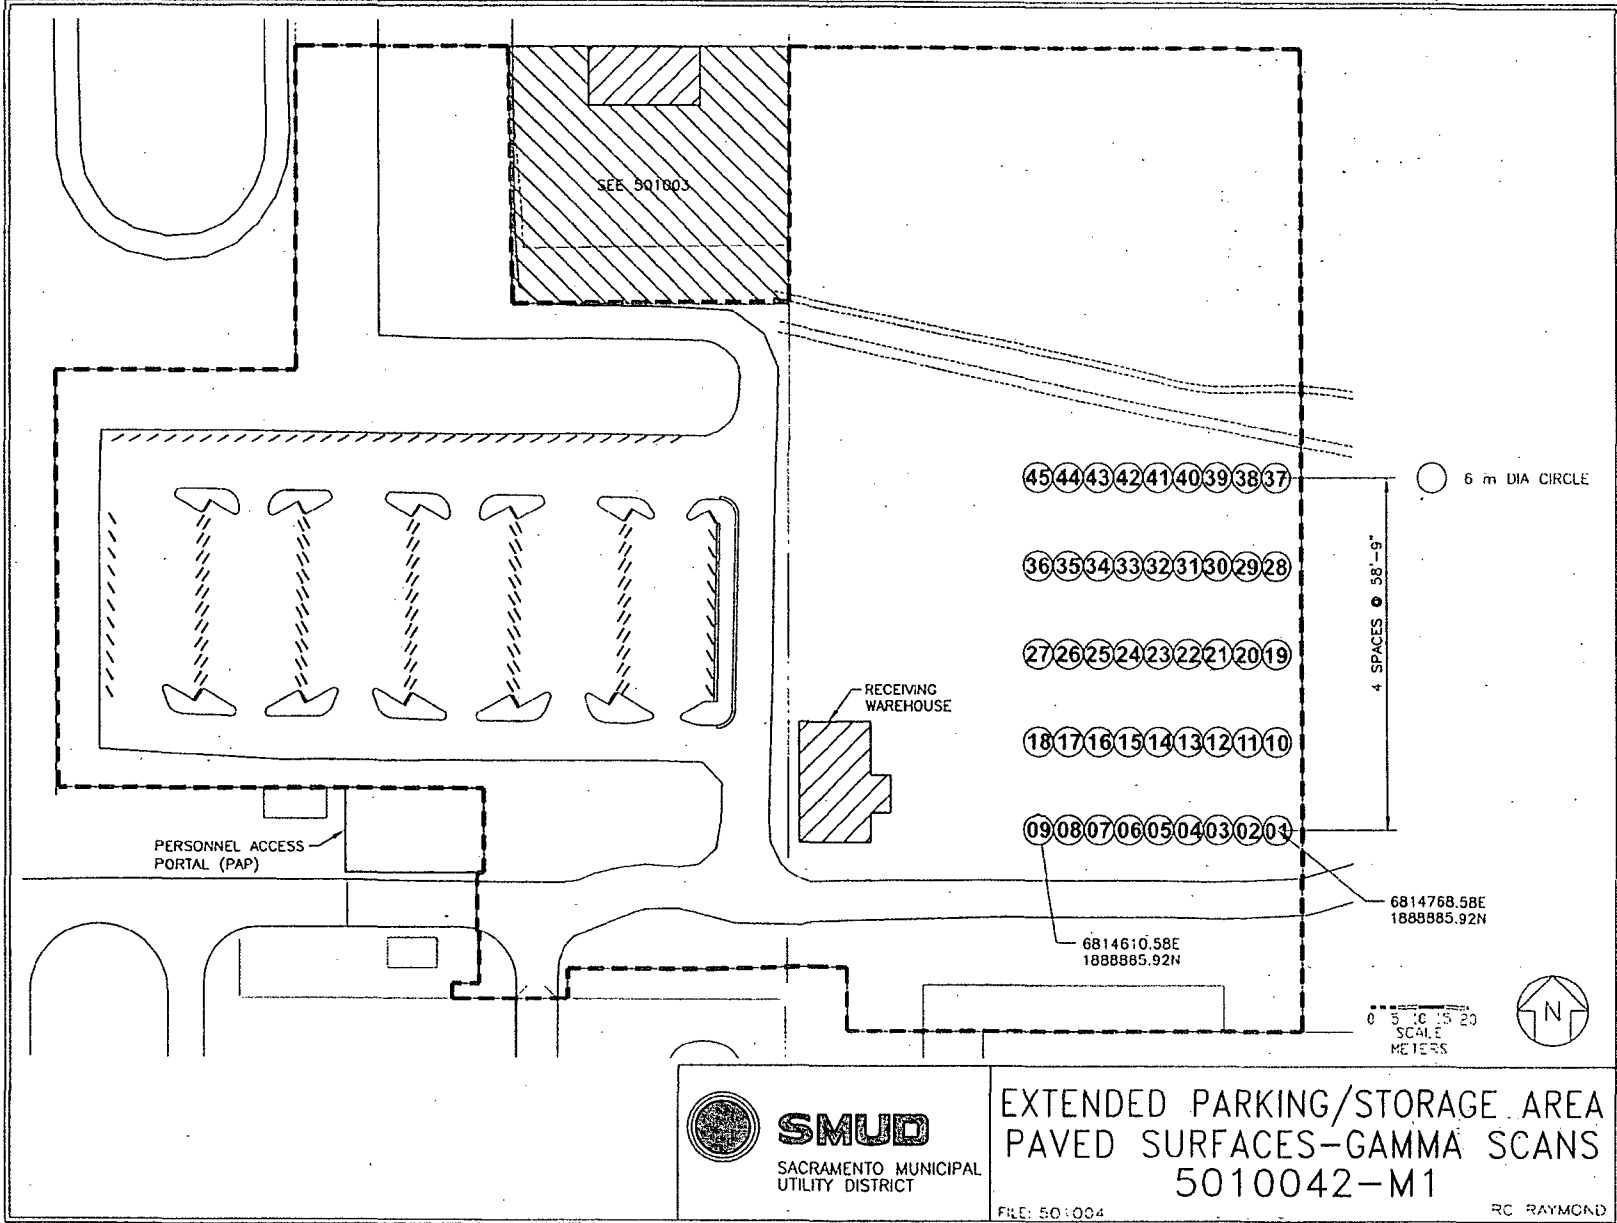 SEE 501003
45 44 43 42 41 40 39 38 37
6 m DIA CIRCLE
36 35 34 33 32 31 30 29 28
4 SPACES @ 58'-9"
27 26 25 24 23 22 21 20 19
RECEIVING
WAREHOUSE
18 17 16 15 14 13 12 11 10
09 08 07 06 05 04 03 02 01
PERSONNEL ACCESS
PORTAL (PAP)
6814768.58E
1888885.92N
6814610.58E
1888885.92N
0 5 10 15 20
SCALE
METERS
N
SMUD
SACRAMENTO MUNICIPAL
UTILITY DISTRICT
EXTENDED PARKING/STORAGE AREA
PAVED SURFACES-GAMMA SCANS
5010042-M1
FILE: 501004
RC RAYMOND